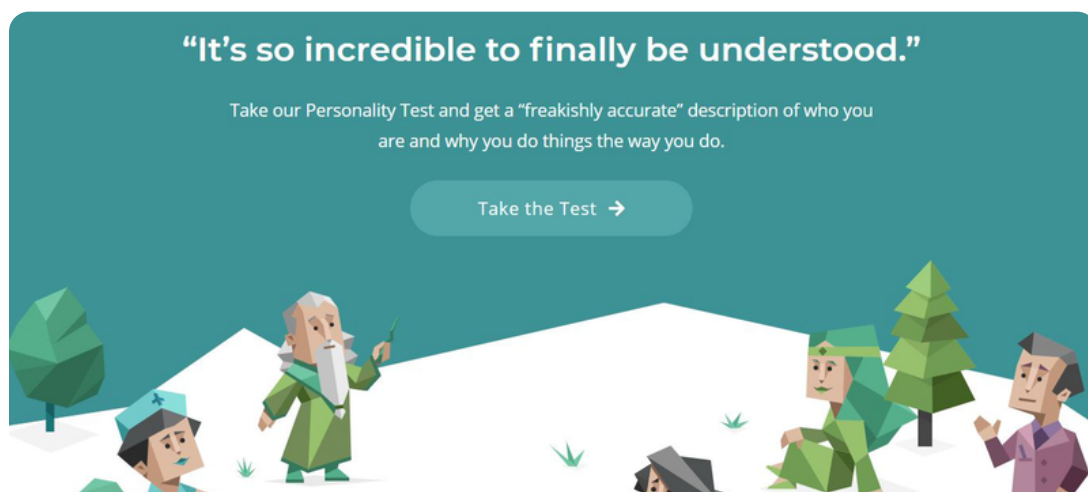 “It’s so incredible to finally be understood.”
Take our Personality Test and get a “freakishly accurate” description of who you
are and why you do things the way you do.
Take the Test →